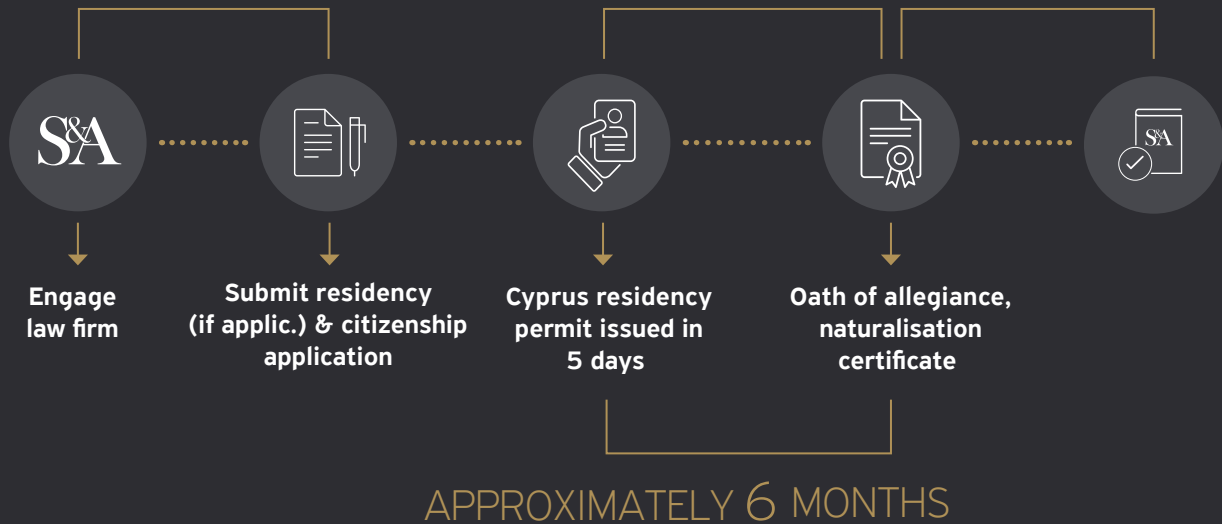 S&A
S&A
Engage
law firm
Submit residency
(if applic.) & citizenship
application
Cyprus residency
permit issued in
5 days
Oath of allegiance,
naturalisation
certificate
APPROXIMATELY 6 MONTHS